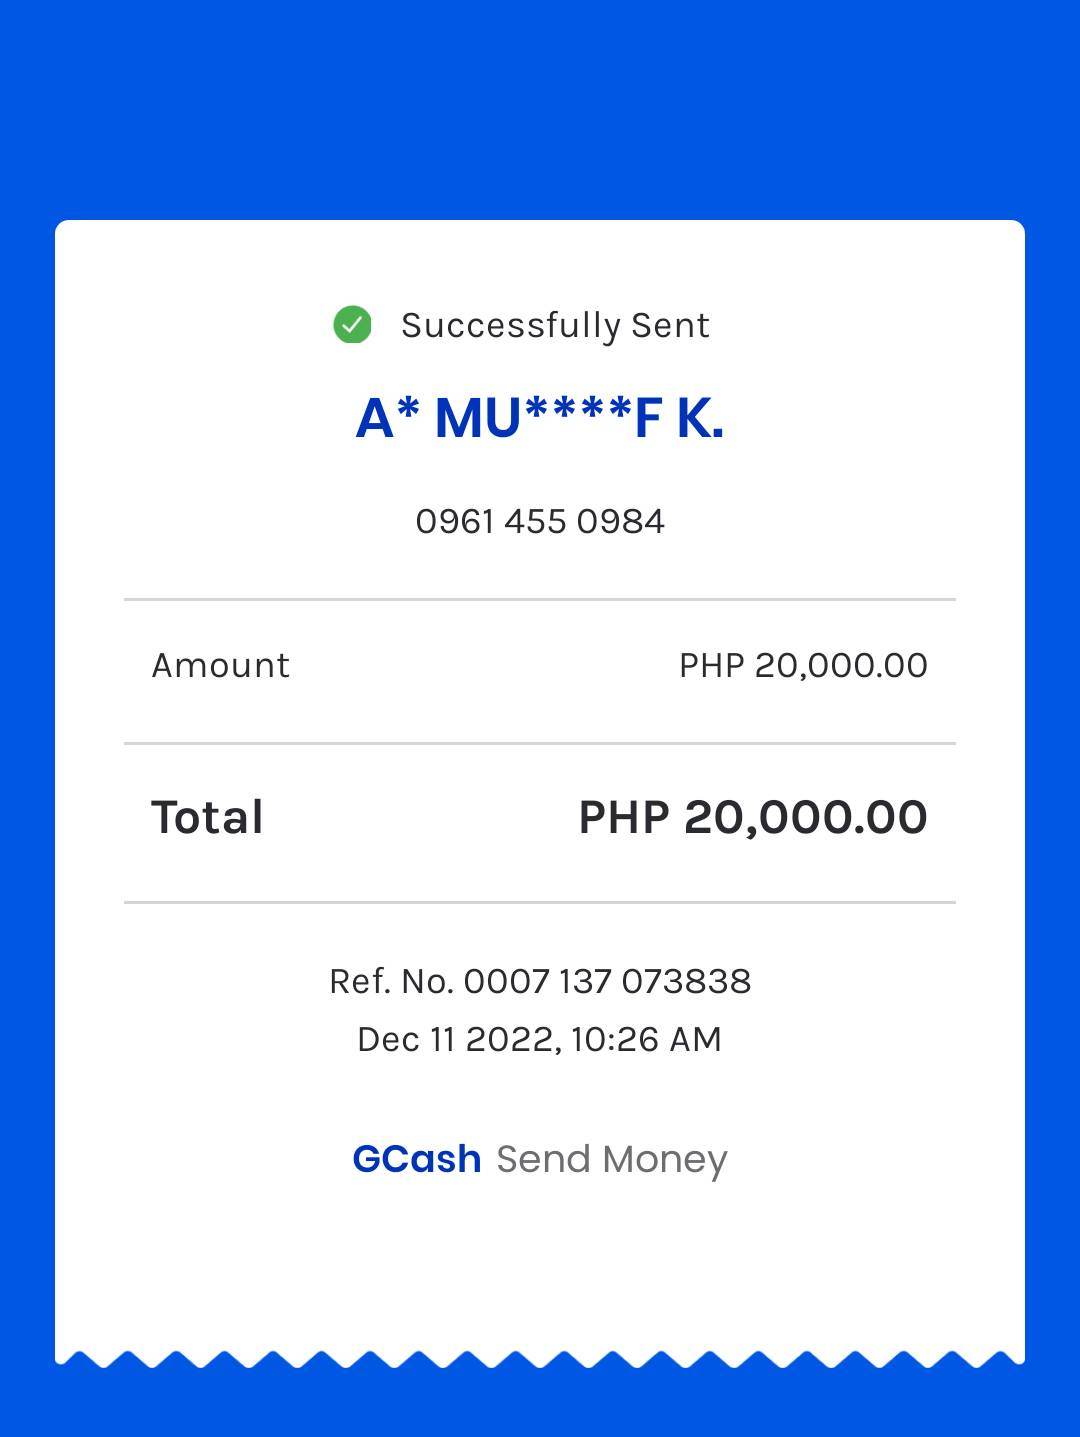 Successfully Sent
A* MU****F K.
0961 455 0984
Amount PHP 20,000.00
Total PHP 20,000.00
Ref. No. 0007 137 073838
Dec 11 2022, 10:26 AM
GCash Send Money